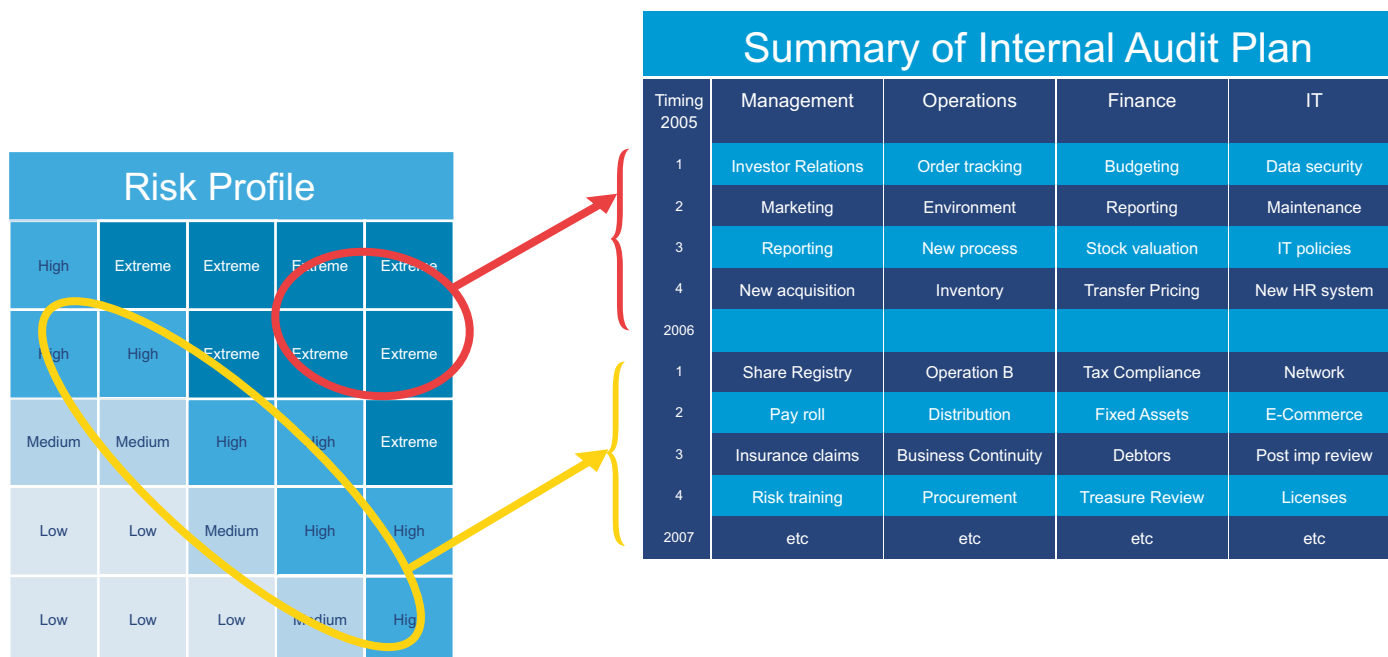 Summary of Internal Audit Plan
Timing 2005 Management Operations Finance IT
1 Investor Relations Order tracking Budgeting Data security
2 Marketing Environment Reporting Maintenance
3 Reporting New process Stock valuation IT policies
4 New acquisition Inventory Transfer Pricing New HR system
2006
1 Share Registry Operation B Tax Compliance Network
2 Pay roll Distribution Fixed Assets E-Commerce
3 Insurance claims Business Continuity Debtors Post imp review
4 Risk training Procurement Treasure Review Licenses
2007 etc etc etc etc
Risk Profile
High Extreme Extreme Extreme Extreme
High High Extreme Extreme Extreme
Medium Medium High High Extreme
Low Low Medium High High
Low Low Low Medium High